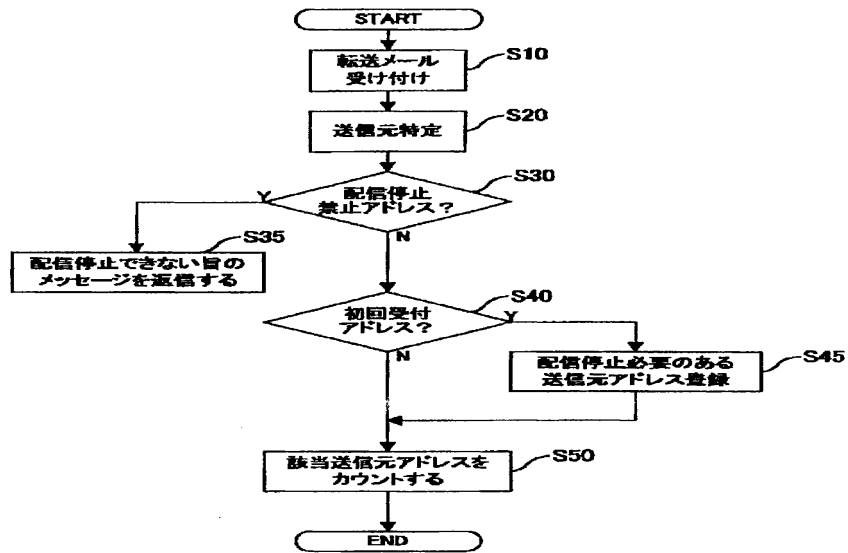 START
転送メール
受け付け
S10
送信元特定
S20
配信停止
禁止アドレス？
S30
Y
N
配信停止できない旨の
メッセージを返信する
S35
初回受付
アドレス？
S40
Y
N
配信停止必要のある
送信元アドレス登録
S45
該当送信元アドレスを
カウントする
S50
END